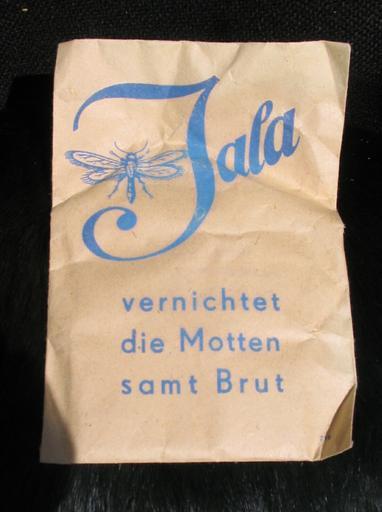 Jala
vernichtet
die Motten
samt Brut